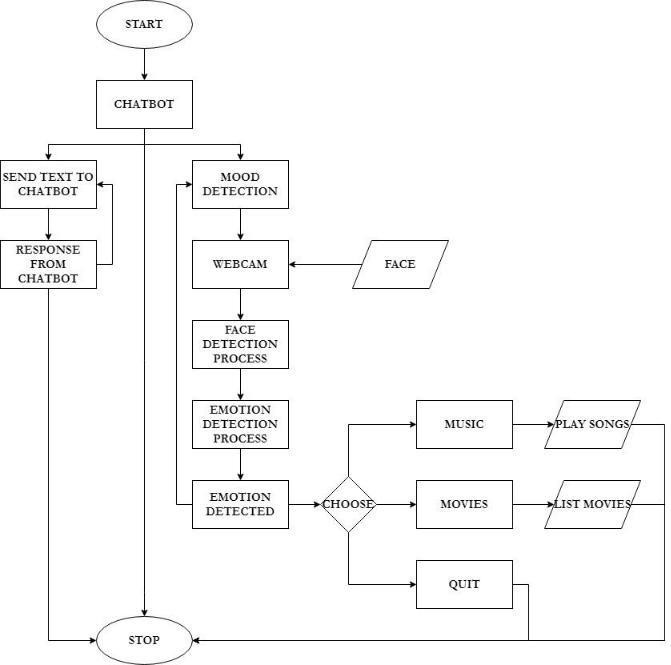 START
CHATBOT
SEND TEXT TO
CHATBOT
MOOD
DETECTION
RESPONSE
FROM
CHATBOT
WEBCAM
FACE
FACE
DETECTION
PROCESS
EMOTION
DETECTION
PROCESS
MUSIC
PLAY SONGS
EMOTION
DETECTED
CHOOSE
MOVIES
LIST MOVIES
QUIT
STOP